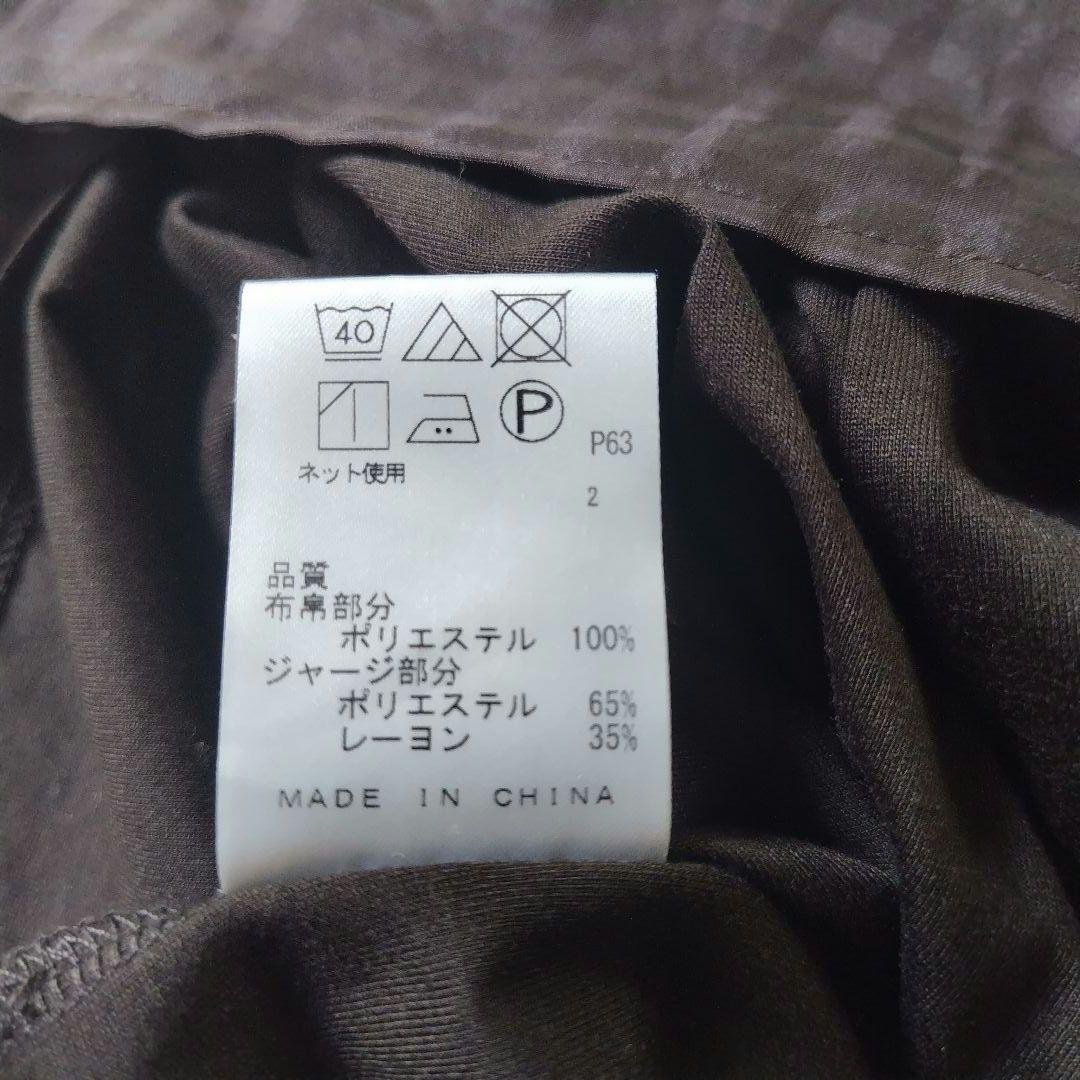 40
P
P63
ネット使用
2
品質
布帛部分
ポリエステル 100%
ジャージ部分
ポリエステル 65%
レーヨン 35%
MADE IN CHINA